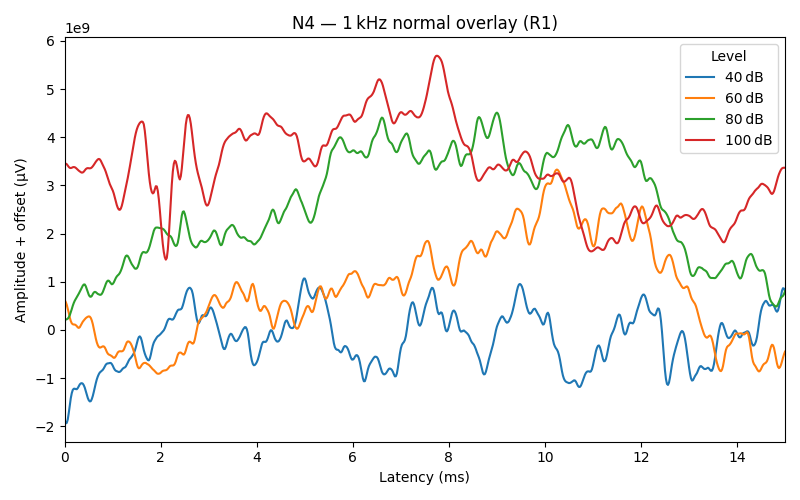 N4 — 1 kHz normal overlay (R1)
1e9
Level
40 dB
60 dB
80 dB
100 dB
Amplitude + offset (µV)
6
5
4
3
2
1
0
−1
−2
0 2 4 6 8 10 12 14
Latency (ms)